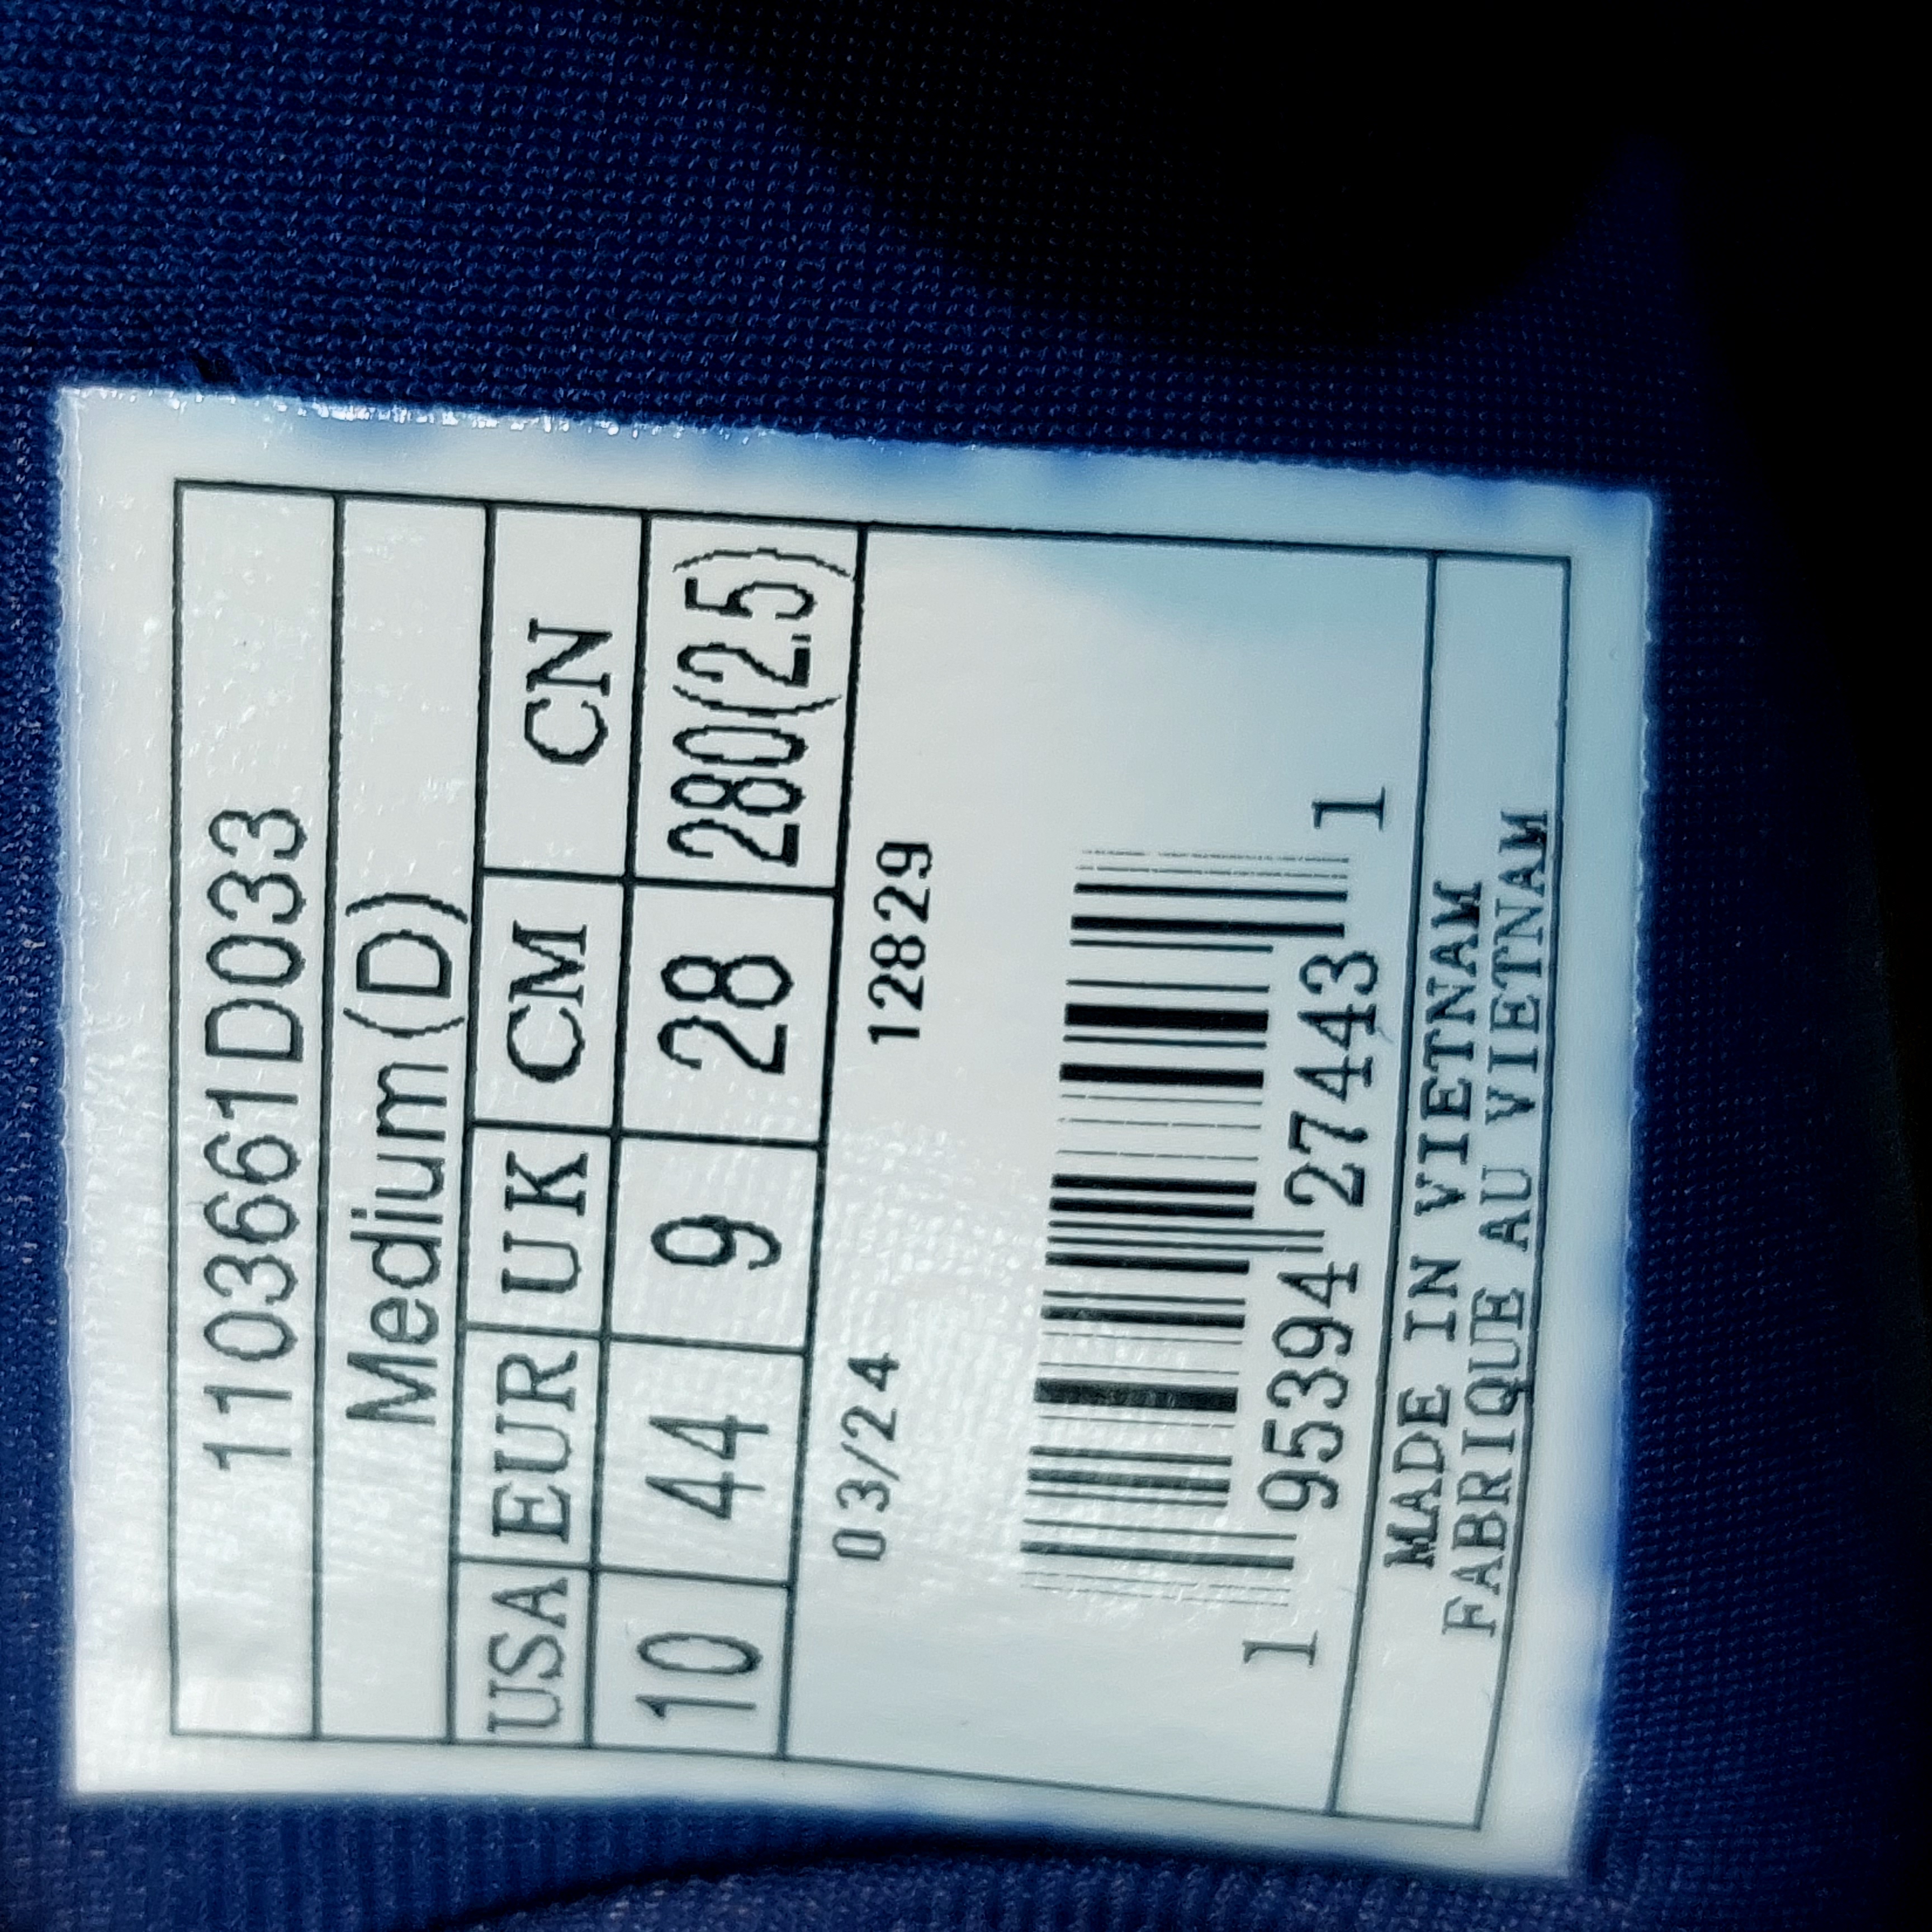 1103661D033
Medium(D)
USA EUR UK CM CN
10 44 9 28 280(2.5)
03/24 12829
1 95394 27443 1
MADE IN VIETNAM
FABRIQUE AU VIETNAM